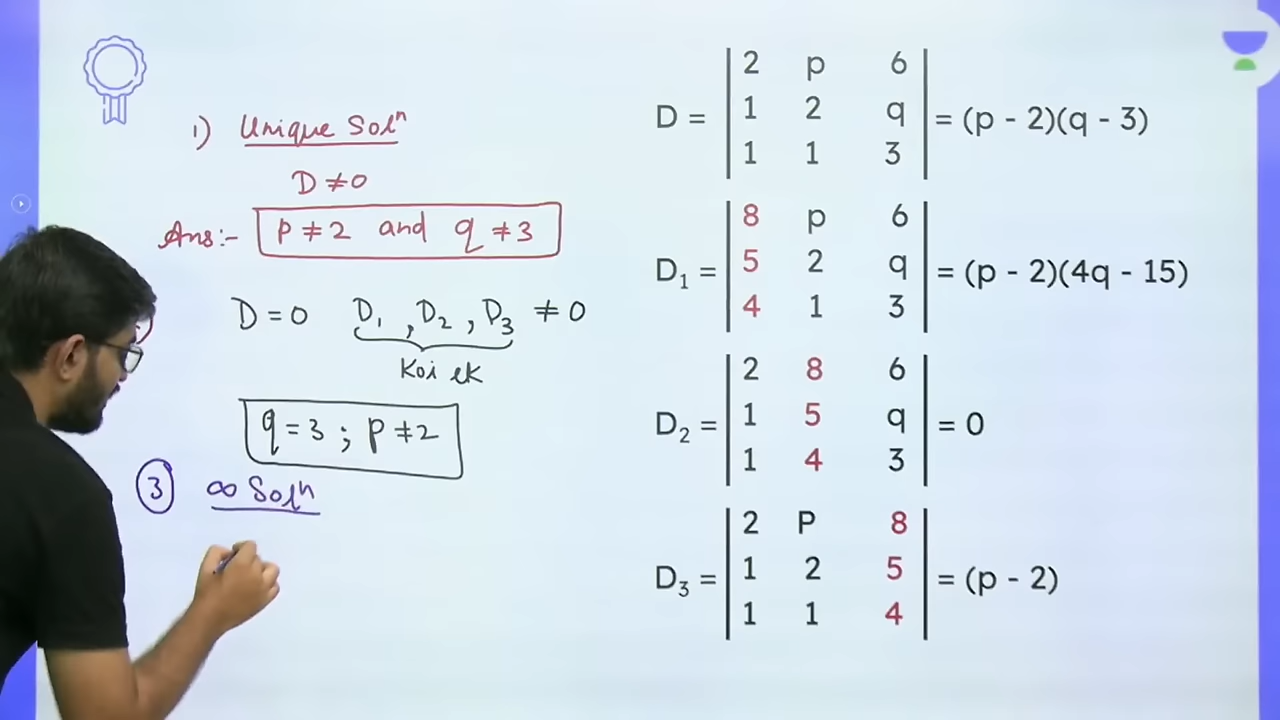 1) Unique Solⁿ
D ≠ 0
Ans:- p ≠ 2 and q ≠ 3
D = 0 D₁ , D₂ , D₃ ≠ 0
Koi ek
q = 3 ; p ≠ 2
3 ∞ Solⁿ
D = | 2 p 6 |
| 1 2 q | = (p - 2)(q - 3)
| 1 1 3 |
D₁ = | 8 p 6 |
| 5 2 q | = (p - 2)(4q - 15)
| 4 1 3 |
D₂ = | 2 8 6 |
| 1 5 q | = 0
| 1 4 3 |
D₃ = | 2 P 8 |
| 1 2 5 | = (p - 2)
| 1 1 4 |